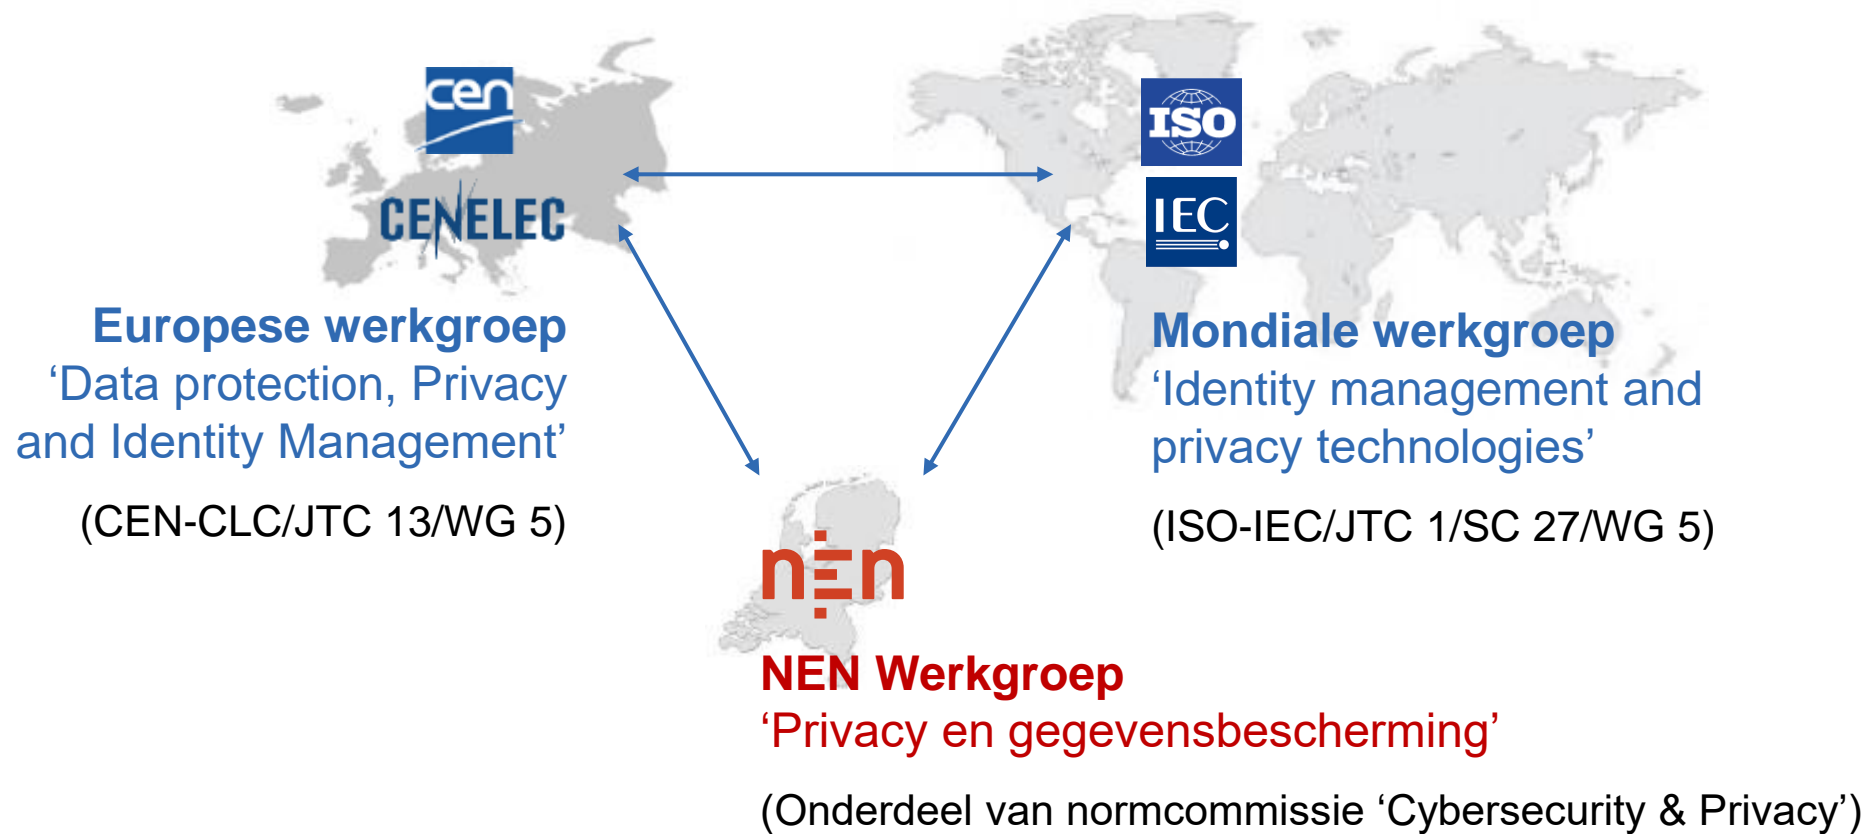 cen
CENELEC
Europese werkgroep
‘Data protection, Privacy
and Identity Management’
(CEN-CLC/JTC 13/WG 5)
ISO
IEC
Mondiale werkgroep
‘Identity management and
privacy technologies’
(ISO-IEC/JTC 1/SC 27/WG 5)
nen
NEN Werkgroep
‘Privacy en gegevensbescherming’
(Onderdeel van normcommissie ‘Cybersecurity & Privacy’)